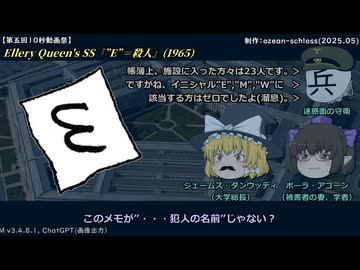 【第五回10秒動画祭】
制作:ozean-schloss(2025.05)
Ellery Queen's SS『"E"=殺人』(1965)
帳簿上、施設に入った方々は23人です。>
ですがね、イニシャル"E","M","W"に >
該当する方はゼロでしたよ(溜息)。>
兵
迷惑面の守衛
ε
ジェームス・ダンウッディ
(大学総長)
ポーラ・アゴーン
(被害者の妻、学者)
このメモが"・・・犯人の名前"じゃない?
M v3.4.8.1, ChatGPT(画像出力)